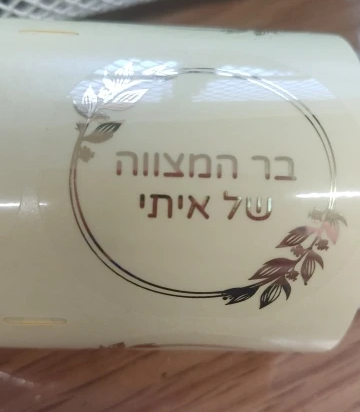 בר המצווה
של איתי